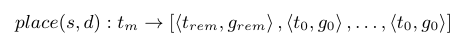 place(s, d) : t_m → [⟨t_rem, g_rem⟩ , ⟨t_0, g_0⟩ , . . . , ⟨t_0, g_0⟩]